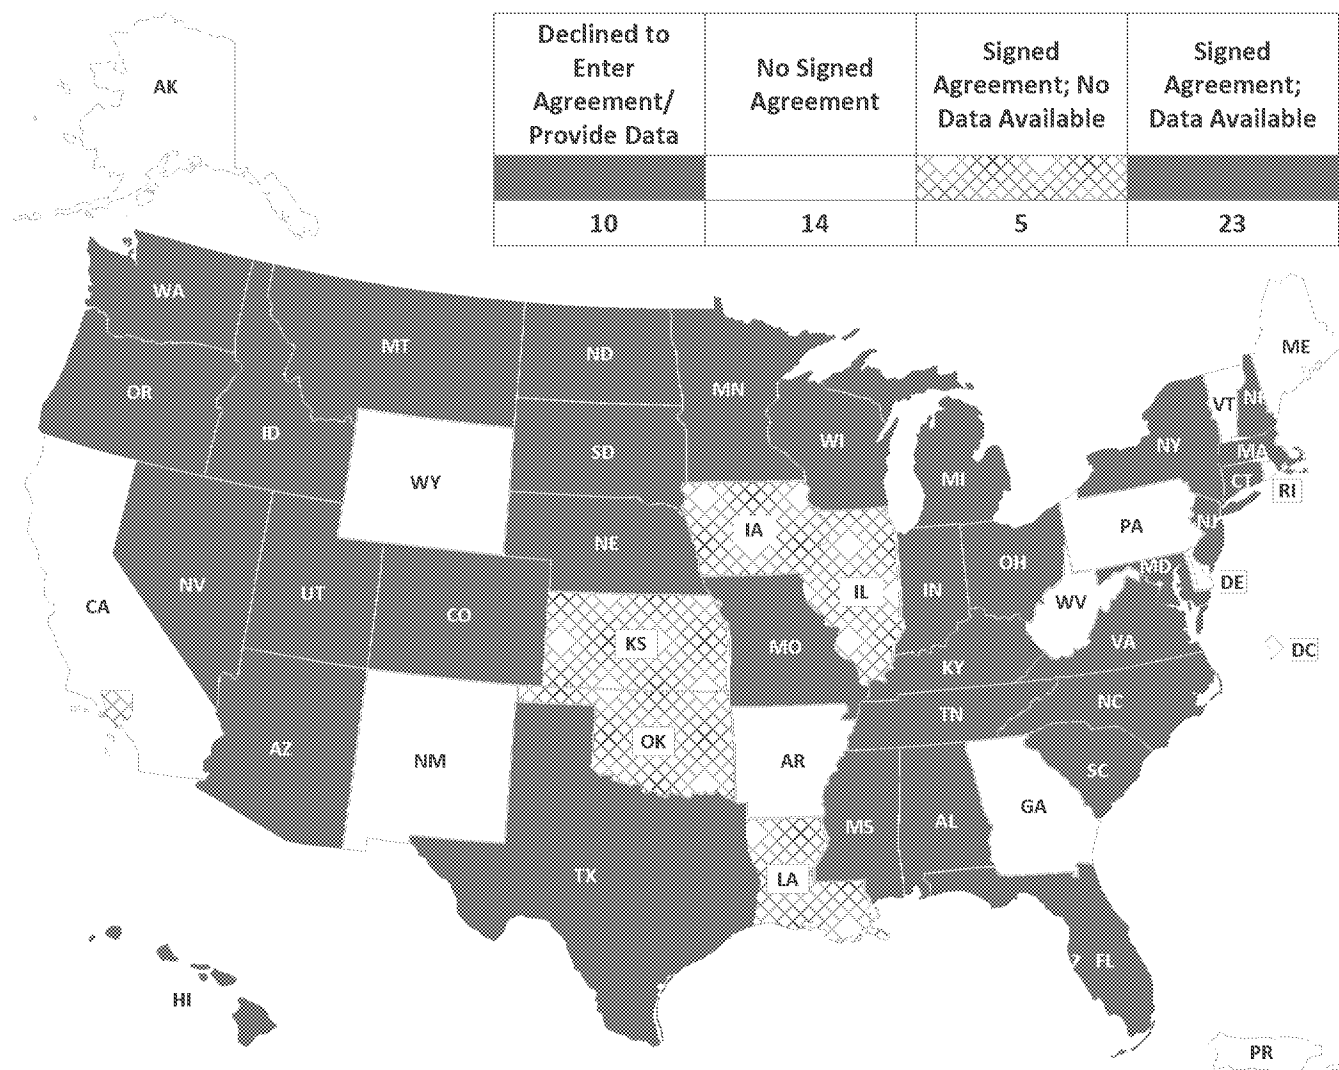 Declined to
Enter
Agreement/
Provide Data
No Signed
Agreement
Signed
Agreement; No
Data Available
Signed
Agreement;
Data Available
10
14
5
23
AK
WA
MT
ND
MN
ME
OR
ID
SD
WI
VT
NY
MA
WY
MI
CT
RI
IA
PA
NJ
NE
NV
UT
CO
IL
IN
OH
MD
DE
CA
WV
KS
MO
KY
VA
DC
AZ
NM
OK
AR
TN
NC
SC
GA
MS
AL
TX
LA
FL
HI
PR